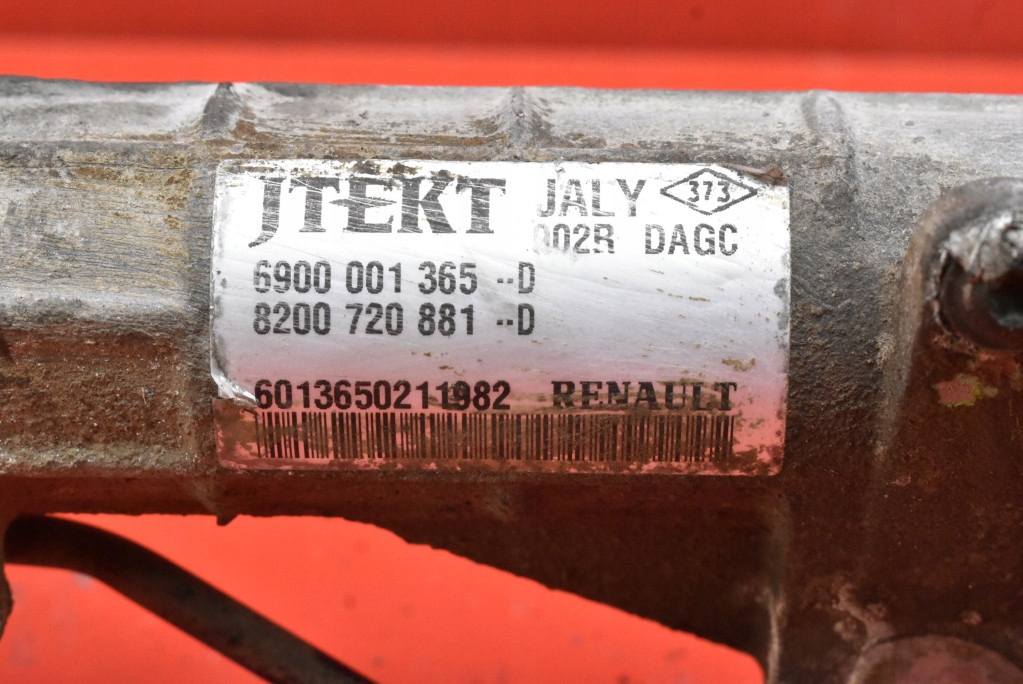 JTEKT JALY 373
002R DAGC
6900 001 365 --D
8200 720 881 --D
6013650211982 RENAULT